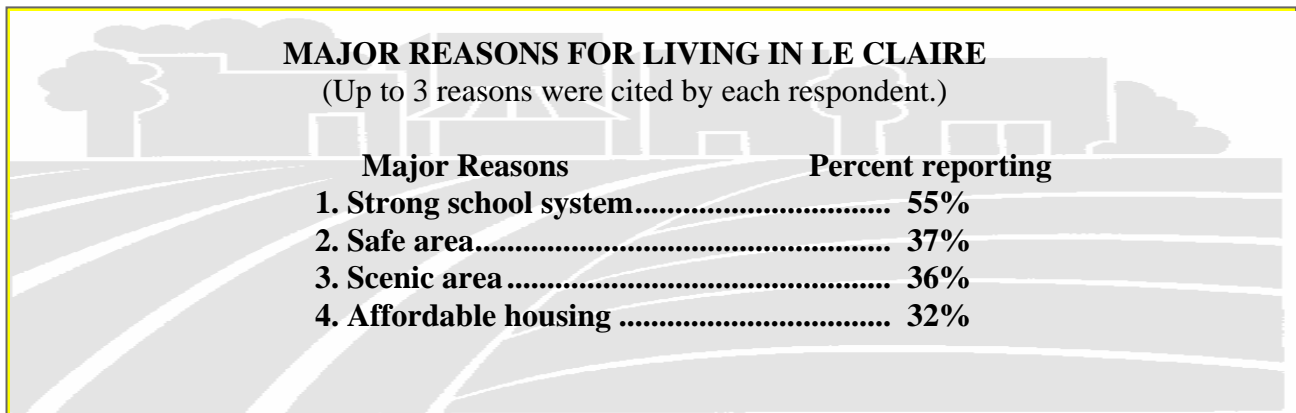 MAJOR REASONS FOR LIVING IN LE CLAIRE
(Up to 3 reasons were cited by each respondent.)
Major Reasons Percent reporting
1. Strong school system................................ 55%
2. Safe area.................................................... 37%
3. Scenic area................................................ 36%
4. Affordable housing .................................. 32%